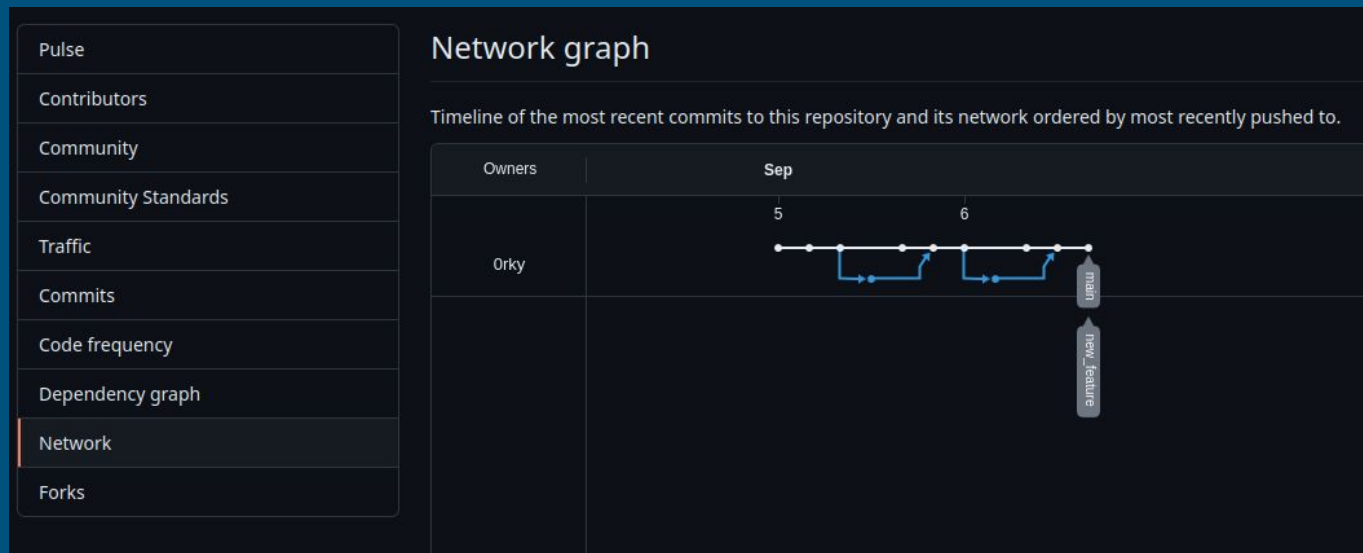 Pulse
Contributors
Community
Community Standards
Traffic
Commits
Code frequency
Dependency graph
Network
Forks
Network graph
Timeline of the most recent commits to this repository and its network ordered by most recently pushed to.
Owners
Sep
5 6
0rky
main
new_feature